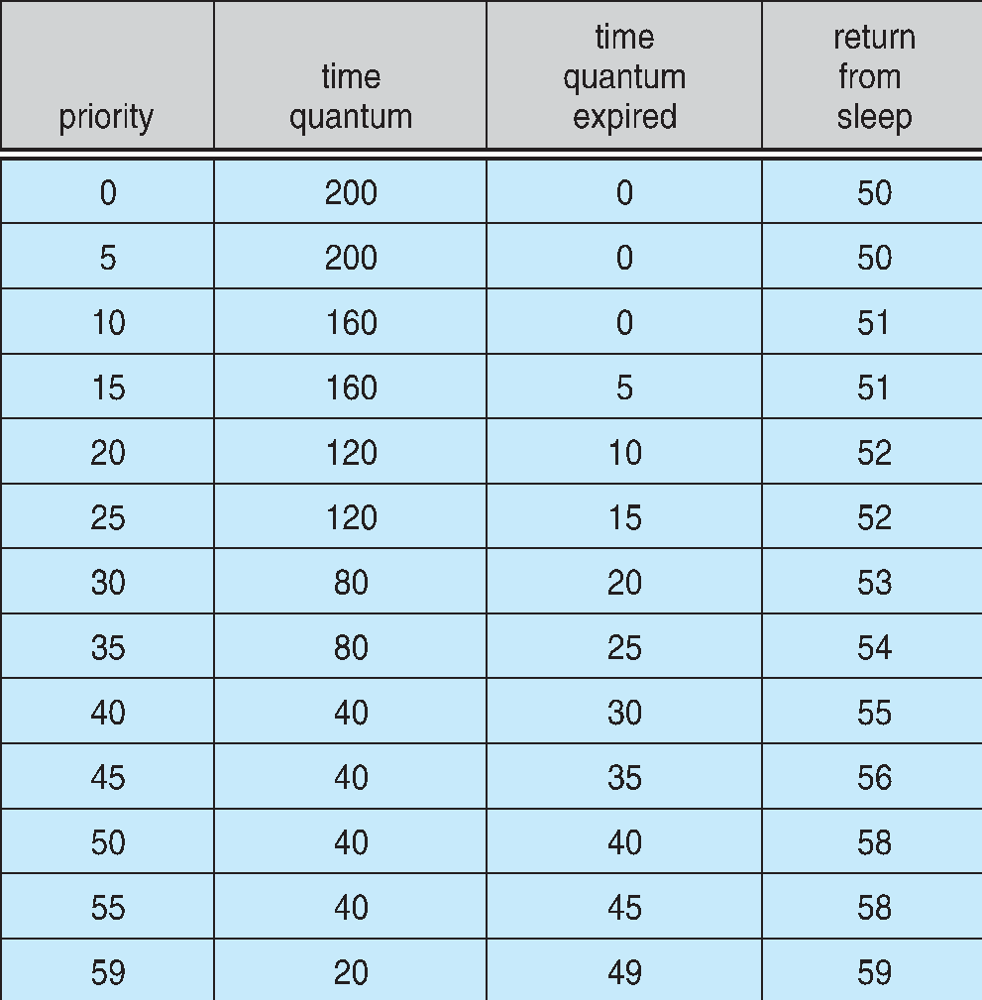 priority time quantum time quantum expired return from sleep
0 200 0 50
5 200 0 50
10 160 0 51
15 160 5 51
20 120 10 52
25 120 15 52
30 80 20 53
35 80 25 54
40 40 30 55
45 40 35 56
50 40 40 58
55 40 45 58
59 20 49 59